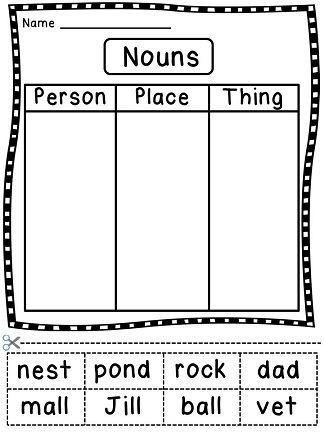 Name
Nouns
Person Place Thing
nest pond rock dad
mall Jill ball vet